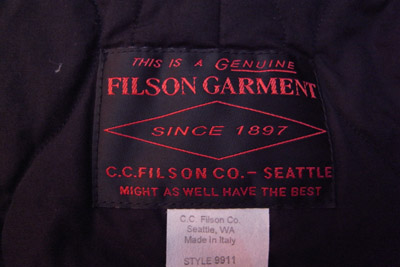 THIS IS A GENUINE
FILSON GARMENT
SINCE 1897
C.C. FILSON CO. - SEATTLE
MIGHT AS WELL HAVE THE BEST
C.C. Filson Co.
Seattle, WA
Made in Italy
STYLE 9911